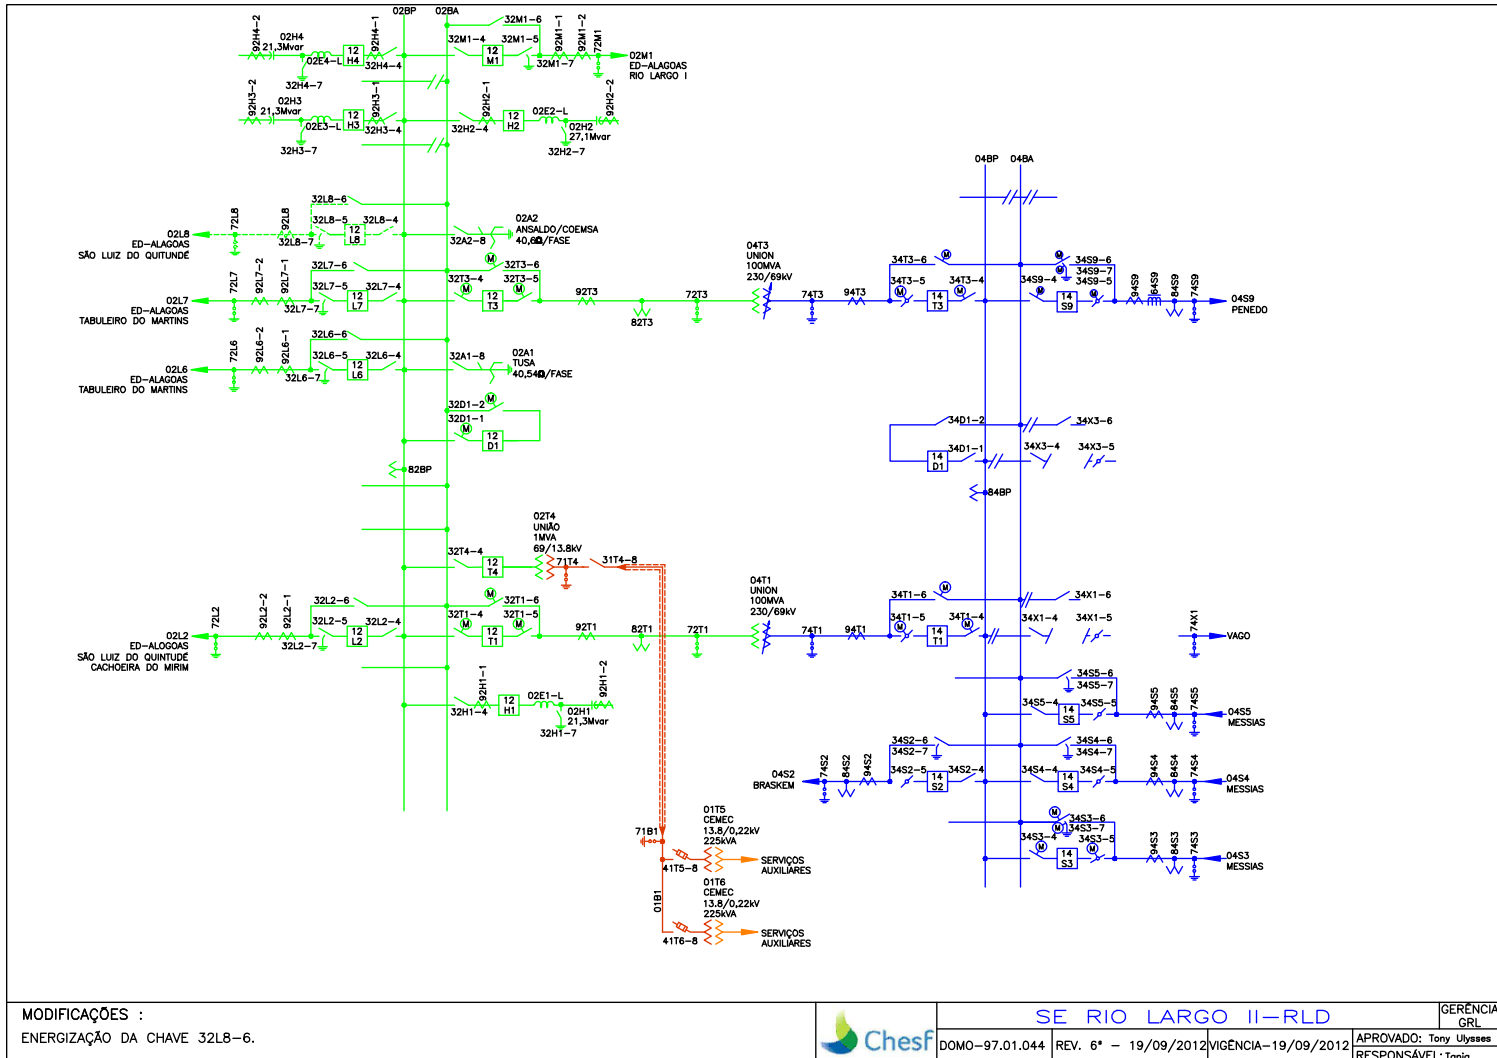 02BP
02BA
92H4-2
02H4
21,3Mvar
92H4-1
02E4-L
12
H4
32H4-4
32H4-7
32M1-6
32M1-4
32M1-5
12
M1
32M1-7
92M1-1
92M1-2
72M1
02M1
ED-ALAGOAS
RIO LARGO I
92H3-2
02H3
21,3Mvar
92H3-1
02E3-L
12
H3
32H3-4
32H3-7
92H2-1
32H2-4
12
H2
02E2-L
02H2
27,1Mvar
92H2-2
32H2-7
04BP
04BA
32L8-6
72L8
92L8
32L8-5
32L8-4
12
L8
32L8-7
02L8
ED-ALAGOAS
SÃO LUIZ DO QUITUNDE
32A2-8
02A2
ANSALDO/COEMSA
40,6Ω/FASE
32L7-6
72L7
92L7-2
92L7-1
32L7-5
32L7-4
12
L7
32L7-7
02L7
ED-ALAGOAS
TABULEIRO DO MARTINS
M
32T3-6
32T3-4
32T3-5
M
M
12
T3
92T3
82T3
72T3
04T3
UNION
100MVA
230/69kV
74T3
94T3
34T3-6
M
34T3-5
34T3-4
M
M
14
T3
M
34S9-6
34S9-7
M
34S9-4
34S9-5
M
M
14
S9
94S9
64S9
84S9
74S9
04S9
PENEDO
32L6-6
72L6
92L6-2
92L6-1
32L6-5
32L6-4
12
L6
32L6-7
02L6
ED-ALAGOAS
TABULEIRO DO MARTINS
32A1-8
02A1
TUSA
40,54Ω/FASE
32D1-2
M
32D1-1
M
12
D1
82BP
34D1-2
34D1-1
14
D1
34X3-6
34X3-4
34X3-5
84BP
02T4
UNIÃO
1MVA
69/13.8kV
32T4-4
12
T4
71T4
31T4-8
32L2-6
72L2
92L2-2
92L2-1
32L2-5
32L2-4
12
L2
32L2-7
02L2
ED-ALOGOAS
SÃO LUIZ DO QUINTUDE
CACHOEIRA DO MIRIM
M
32T1-6
32T1-4
32T1-5
M
M
12
T1
92T1
82T1
72T1
04T1
UNION
100MVA
230/69kV
74T1
94T1
34T1-6
M
34T1-5
34T1-4
M
M
14
T1
34X1-6
34X1-4
34X1-5
74X1
VAGO
92H1-1
32H1-4
12
H1
02E1-L
02H1
21,3Mvar
92H1-2
32H1-7
34S5-6
34S5-7
34S5-4
34S5-5
14
S5
94S5
84S5
74S5
04S5
MESSIAS
34S2-6
34S2-7
74S2
84S2
94S2
34S2-5
34S2-4
14
S2
04S2
BRASKEM
34S4-6
34S4-7
34S4-4
34S4-5
14
S4
94S4
84S4
74S4
04S4
MESSIAS
M
34S3-6
M
34S3-7
34S3-4
34S3-5
M
M
14
S3
94S3
84S3
74S3
04S3
MESSIAS
71B1
01T5
CEMEC
13.8/0,22kV
225kVA
41T5-8
SERVIÇOS
AUXILIARES
01B1
01T6
CEMEC
13.8/0,22kV
225kVA
41T6-8
SERVIÇOS
AUXILIARES
MODIFICAÇÕES :
ENERGIZAÇÃO DA CHAVE 32L8-6.
Chesf
SE RIO LARGO II-RLD
GERÊNCIA
GRL
DOMO-97.01.044
REV. 6ª - 19/09/2012
VIGÊNCIA-19/09/2012
APROVADO: Tony Ulysses
RESPONSÁVEL: Tania